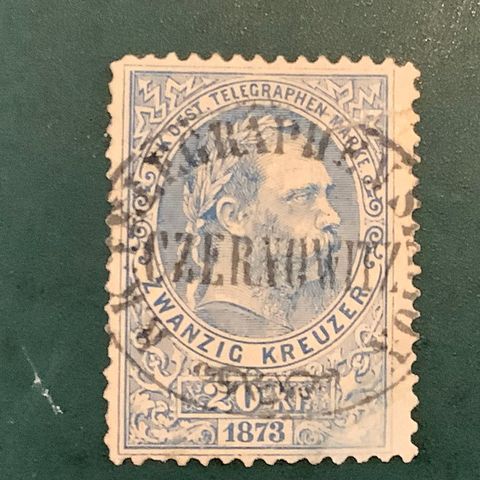 K.K. OEST. TELEGRAPHEN-MARKE
ZWANZIG KREUZER
20 KR.
1873
CZERNOWITZ